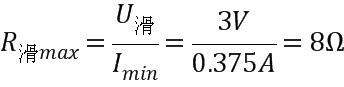 R滑max = U滑/Imin = 3V/0.375A = 8Ω